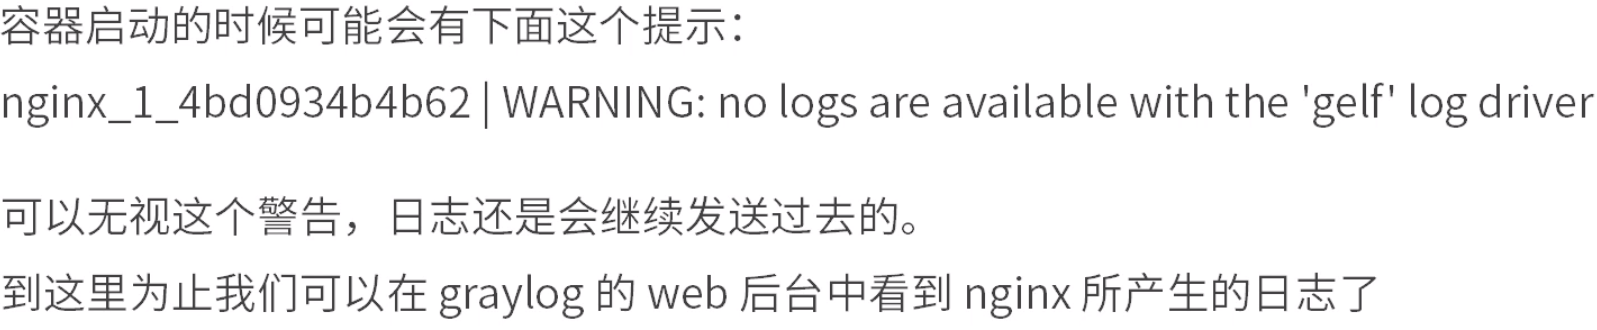 容器启动的时候可能会有下面这个提示：
nginx_1_4bd0934b4b62 | WARNING: no logs are available with the 'gelf' log driver
可以无视这个警告，日志还是会继续发送过去的。
到这里为止我们可以在 graylog 的 web 后台中看到 nginx 所产生的日志了